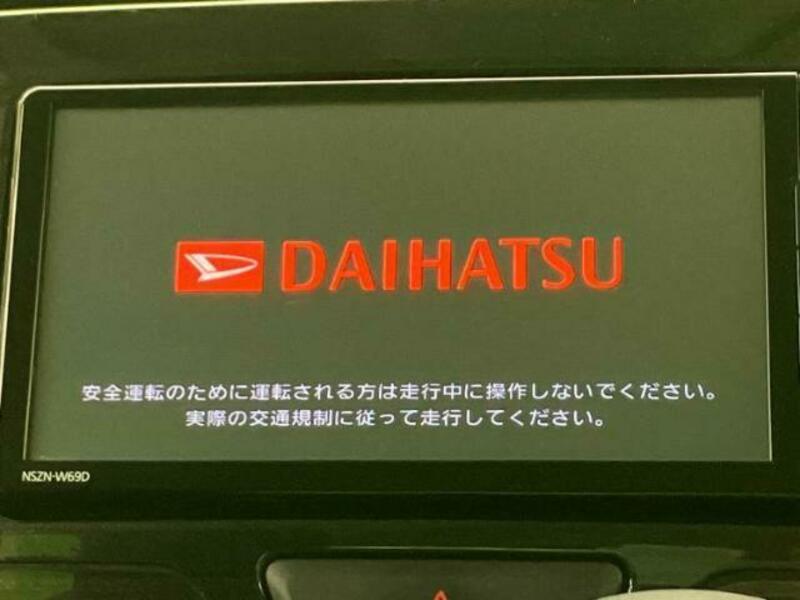 DAIHATSU
安全運転のために運転される方は走行中に操作しないでください。
実際の交通規制に従って走行してください。
NSZN-W69D